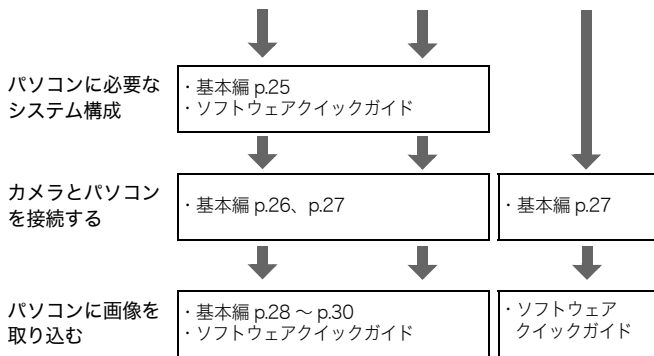 パソコンに必要な
システム構成
・基本編 p.25
・ソフトウェアクイックガイド
カメラとパソコン
を接続する
・基本編 p.26、p.27
・基本編 p.27
パソコンに画像を
取り込む
・基本編 p.28 ～ p.30
・ソフトウェアクイックガイド
・ソフトウェア
クイックガイド